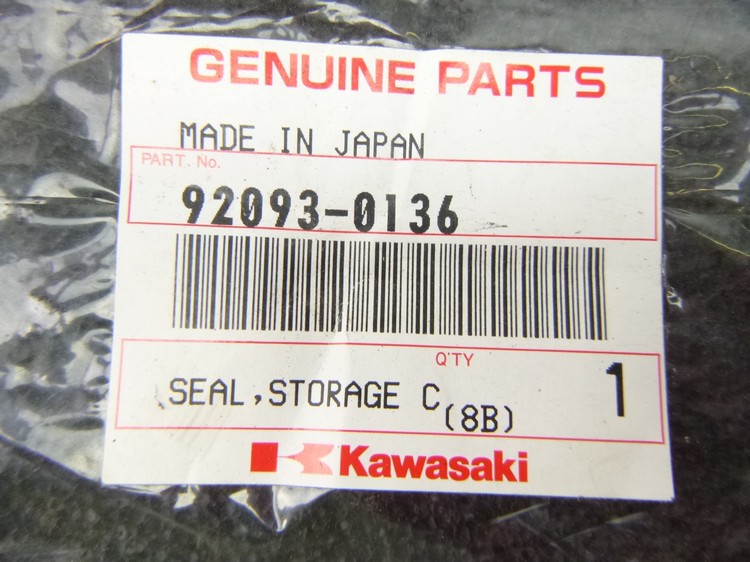 GENUINE PARTS
MADE IN JAPAN
PART. No.
92093-0136
Q'TY
SEAL,STORAGE C 1
(8B)
Kawasaki